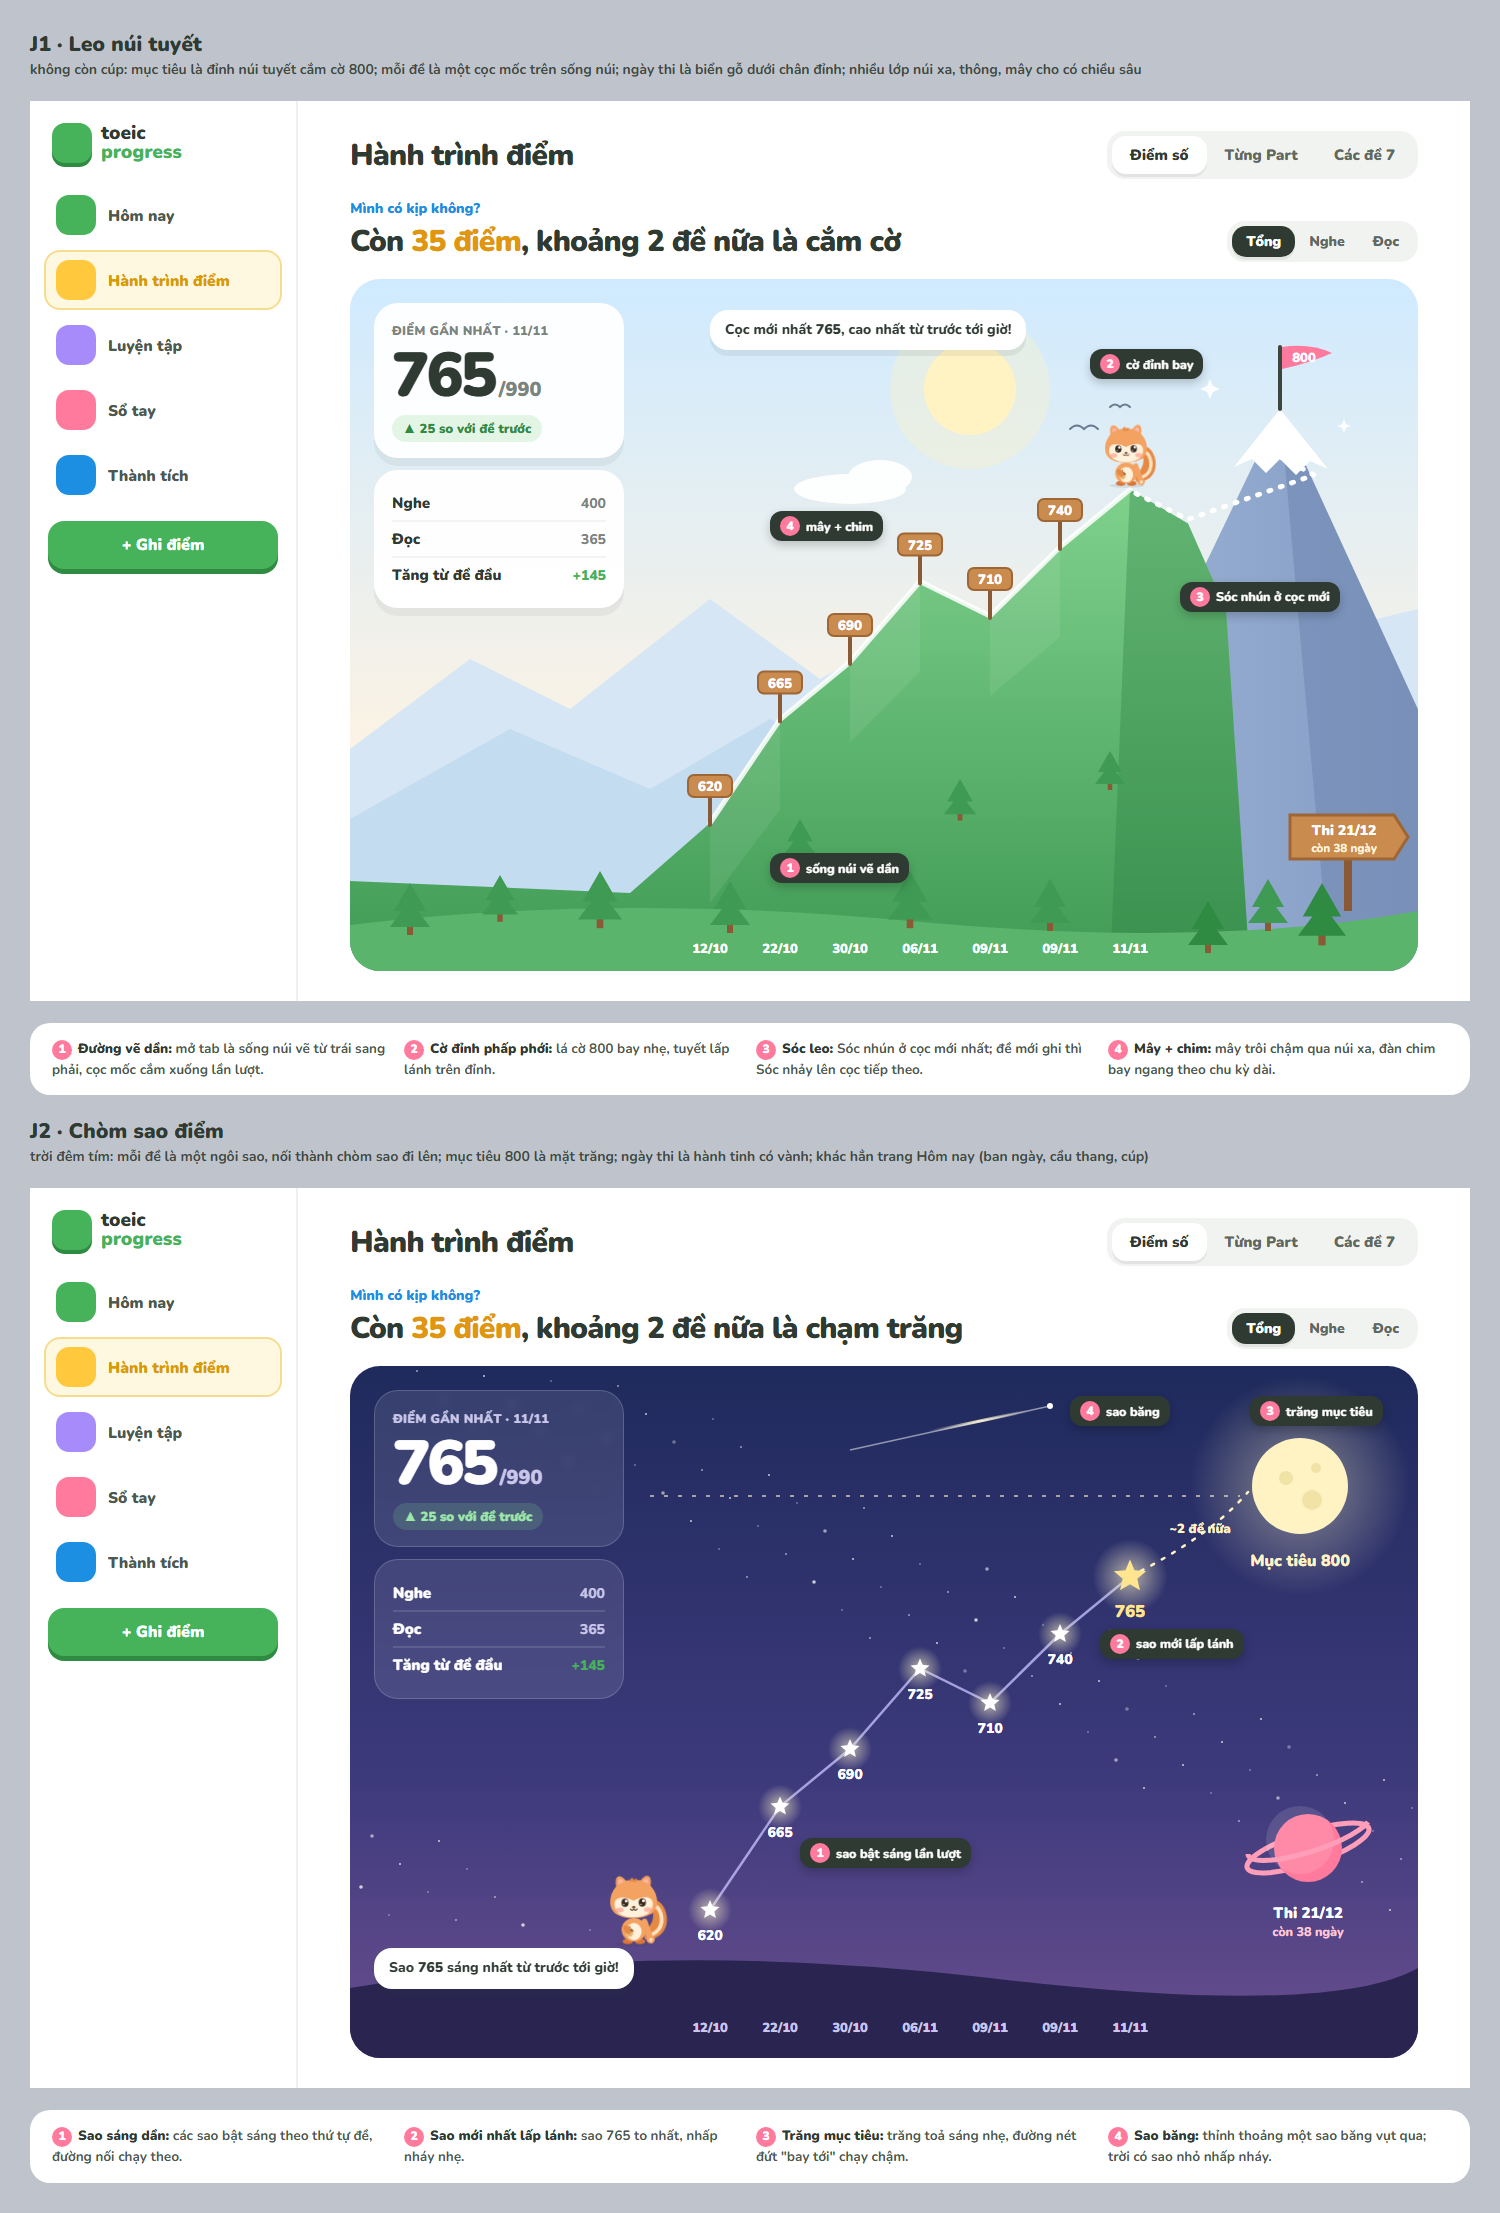 J1 · Leo núi tuyết
không còn cúp: mục tiêu là đỉnh núi tuyết cắm cờ 800; mỗi đề là một cọc mốc trên sống núi; ngày thi là biển gỗ dưới chân đỉnh; nhiều lớp núi xa, thông, mây cho có chiều sâu
toeic
progress
Hôm nay
Hành trình điểm
Luyện tập
Sổ tay
Thành tích
+ Ghi điểm
Hành trình điểm
Điểm số
Từng Part
Các đề 7
Mình có kịp không?
Còn 35 điểm, khoảng 2 đề nữa là cắm cờ
Tổng
Nghe
Đọc
ĐIỂM GẦN NHẤT · 11/11
765/990
▲ 25 so với đề trước
Nghe 400
Đọc 365
Tăng từ đề đầu +145
Cọc mới nhất 765, cao nhất từ trước tới giờ!
2 cờ đỉnh bay
800
4 mây + chim
740
725
710
3 Sóc nhún ở cọc mới
690
665
620
Thi 21/12
còn 38 ngày
1 sống núi vẽ dần
12/10
22/10
30/10
06/11
09/11
09/11
11/11
1 Đường vẽ dần: mở tab là sống núi vẽ từ trái sang
phải, cọc mốc cắm xuống lần lượt.
2 Cờ đỉnh phấp phới: lá cờ 800 bay nhẹ, tuyết lấp
lánh trên đỉnh.
3 Sóc leo: Sóc nhún ở cọc mới nhất; đề mới ghi thì
Sóc nhảy lên cọc tiếp theo.
4 Mây + chim: mây trôi chậm qua núi xa, đàn chim
bay ngang theo chu kỳ dài.
J2 · Chòm sao điểm
trời đêm tím: mỗi đề là một ngôi sao, nối thành chòm sao đi lên; mục tiêu 800 là mặt trăng; ngày thi là hành tinh có vành; khác hẳn trang Hôm nay (ban ngày, cầu thang, cúp)
toeic
progress
Hôm nay
Hành trình điểm
Luyện tập
Sổ tay
Thành tích
+ Ghi điểm
Hành trình điểm
Điểm số
Từng Part
Các đề 7
Mình có kịp không?
Còn 35 điểm, khoảng 2 đề nữa là chạm trăng
Tổng
Nghe
Đọc
ĐIỂM GẦN NHẤT · 11/11
765/990
▲ 25 so với đề trước
Nghe 400
Đọc 365
Tăng từ đề đầu +145
4 sao băng
3 trăng mục tiêu
~2 đề nữa
Mục tiêu 800
765
2 sao mới lấp lánh
740
725
710
690
665
1 sao bật sáng lần lượt
620
Thi 21/12
còn 38 ngày
Sao 765 sáng nhất từ trước tới giờ!
12/10
22/10
30/10
06/11
09/11
09/11
11/11
1 Sao sáng dần: các sao bật sáng theo thứ tự đề,
đường nối chạy theo.
2 Sao mới nhất lấp lánh: sao 765 to nhất, nhấp
nháy nhẹ.
3 Trăng mục tiêu: trăng toả sáng nhẹ, đường nét
đứt "bay tới" chạy chậm.
4 Sao băng: thỉnh thoảng một sao băng vụt qua;
trời có sao nhỏ nhấp nháy.